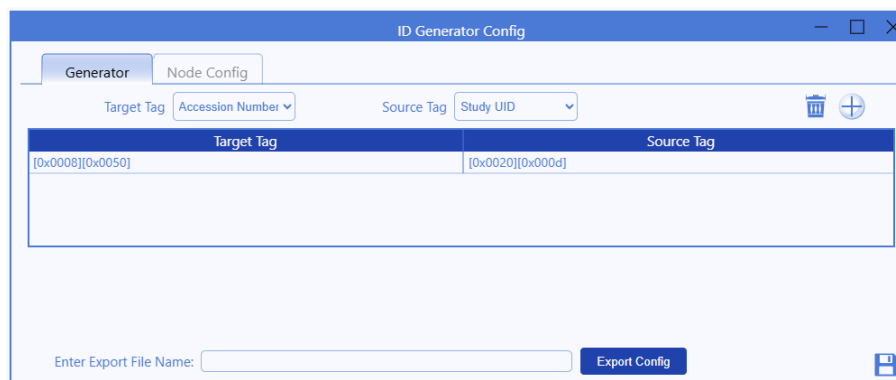 ID Generator Config
Generator Node Config
Target Tag Accession Number Source Tag Study UID
Target Tag Source Tag
[0x0008][0x0050] [0x0020][0x000d]
Enter Export File Name: Export Config